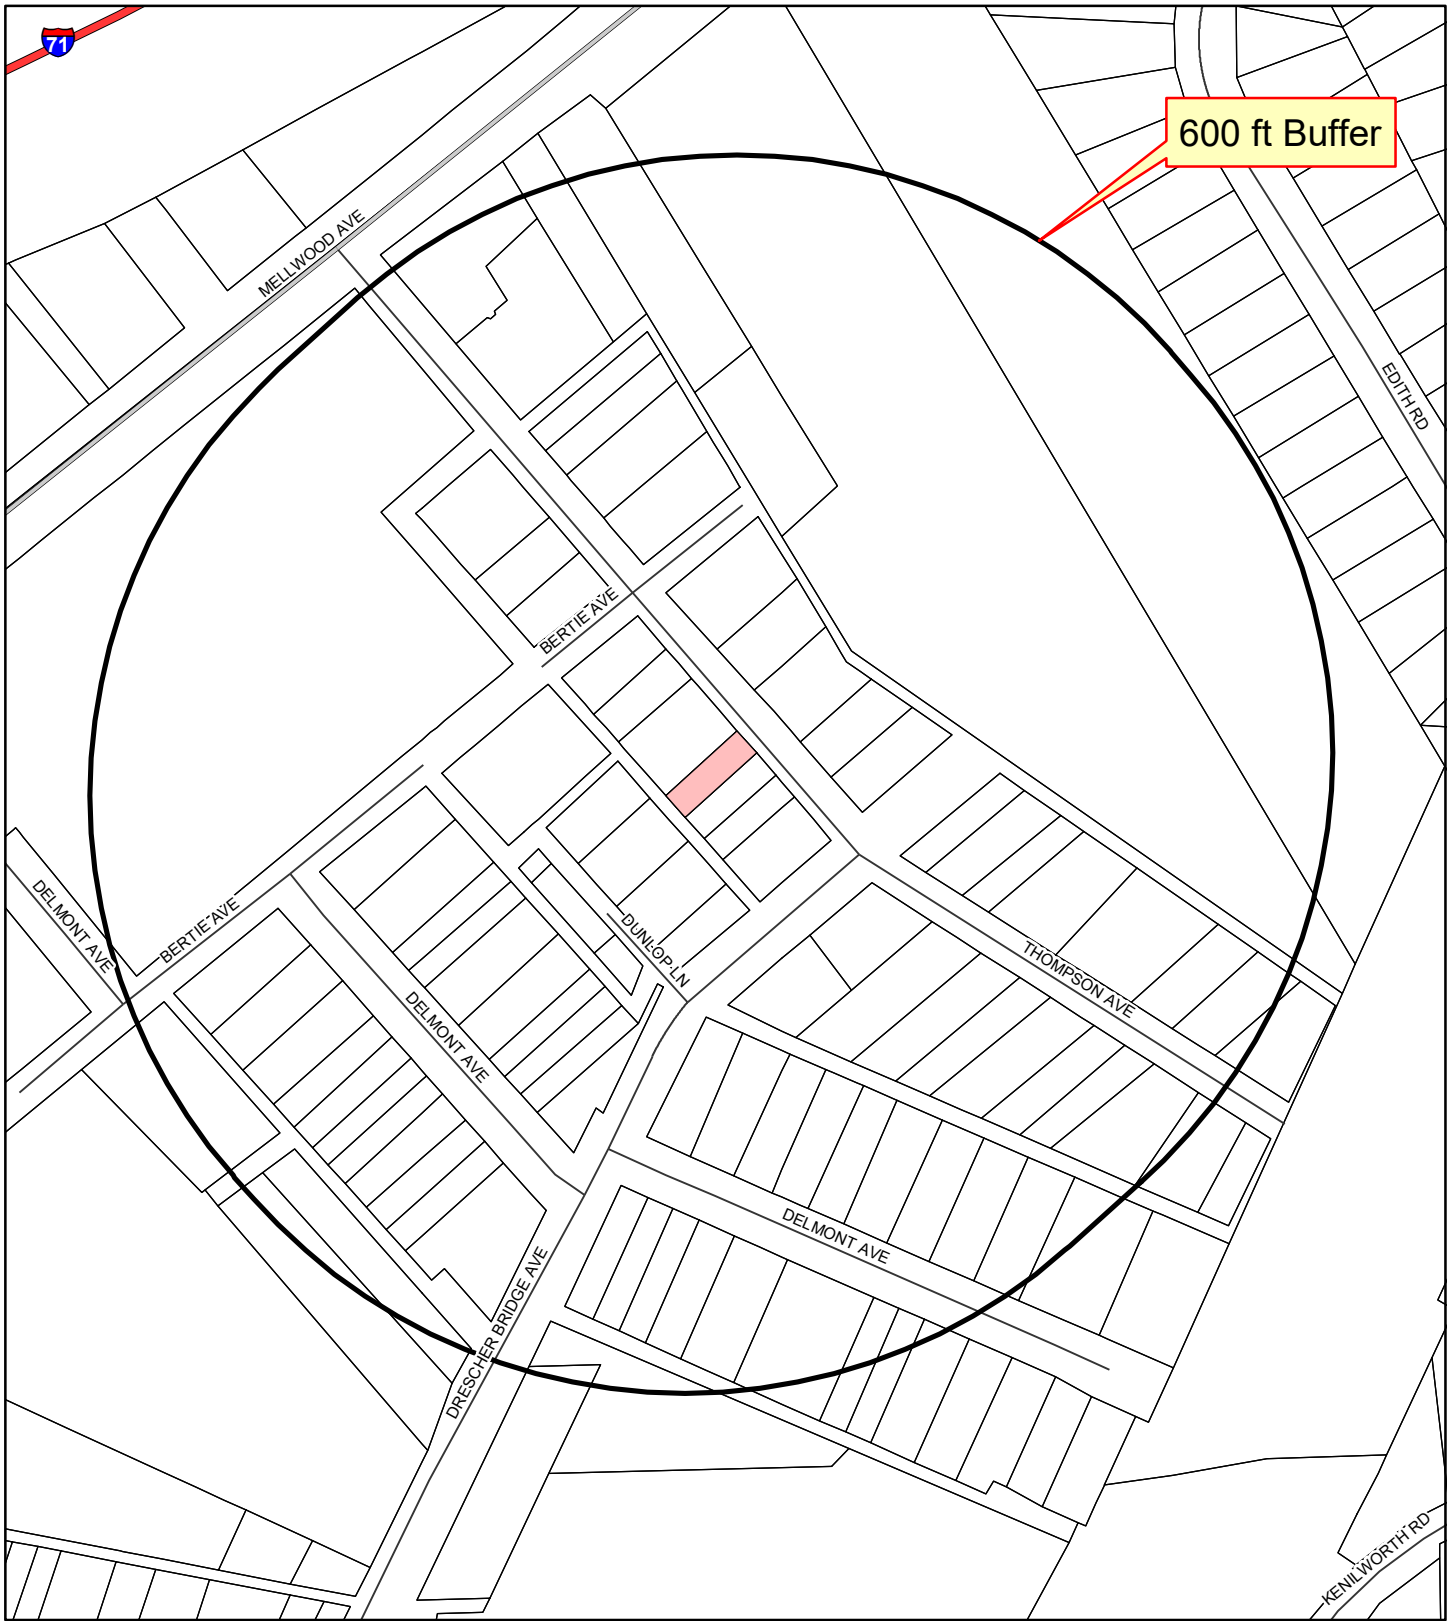 71
600 ft Buffer
MELLWOOD AVE
EDITH RD
BERTIE AVE
DELMONT AVE
BERTIE AVE
DUNLOP LN
THOMPSON AVE
DELMONT AVE
DELMONT AVE
DRESCHER BRIDGE AVE
KENILWORTH RD